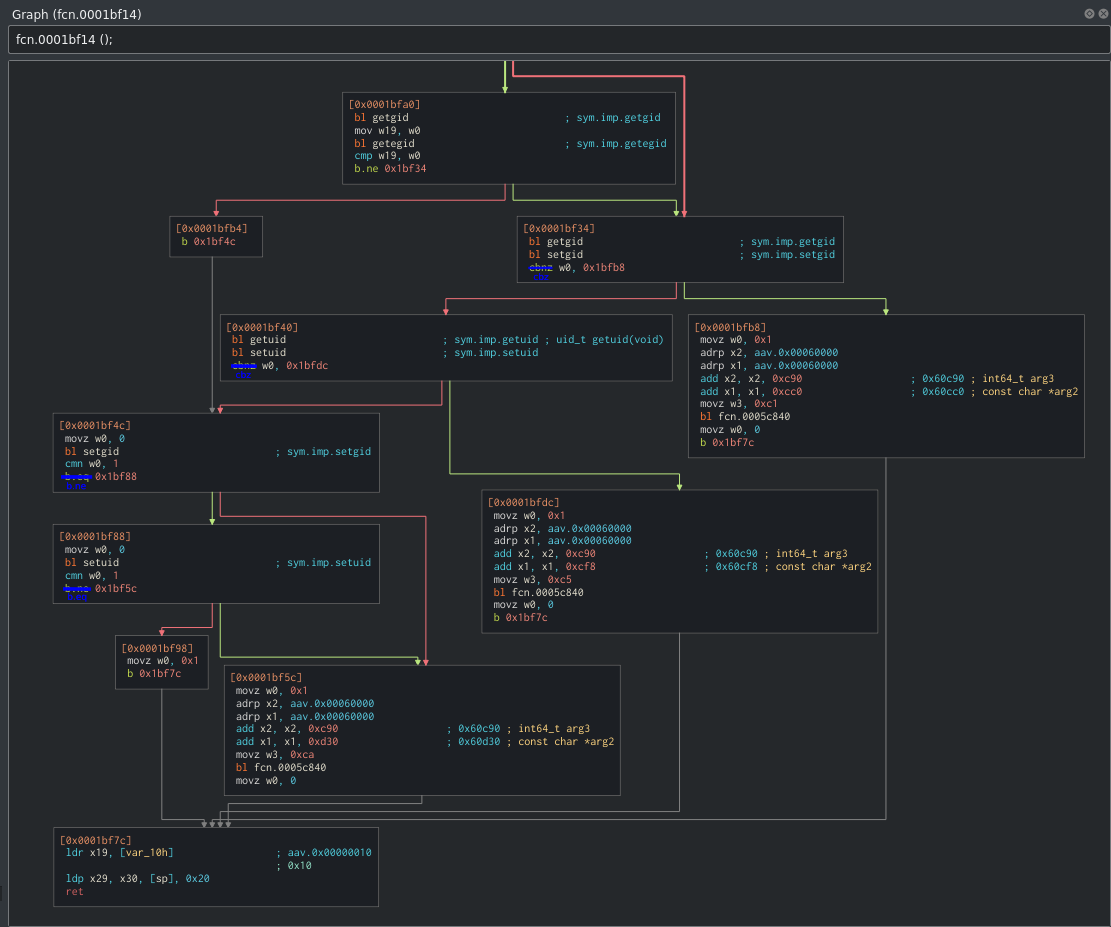 Graph (fcn.0001bf14)
fcn.0001bf14 ();
[0x0001bfa0]
bl getgid ; sym.imp.getgid
mov w19, w0
bl getegid ; sym.imp.getegid
cmp w19, w0
b.ne 0x1bf34
[0x0001bfb4]
b 0x1bf4c
[0x0001bf34]
bl getgid ; sym.imp.getgid
bl setgid ; sym.imp.setgid
cbnz w0, 0x1bfb8
[0x0001bf40]
bl getuid ; sym.imp.getuid ; uid_t getuid(void)
bl setuid ; sym.imp.setuid
cbnz w0, 0x1bfdc
[0x0001bfb8]
movz w0, 0x1
adrp x2, aav.0x00060000
adrp x1, aav.0x00060000
add x2, x2, 0xc90 ; 0x60c90 ; int64_t arg3
add x1, x1, 0xcc0 ; 0x60cc0 ; const char *arg2
movz w3, 0xc1
bl fcn.0005c840
movz w0, 0
b 0x1bf7c
[0x0001bf4c]
movz w0, 0
bl setgid ; sym.imp.setgid
cmn w0, 1
b.eq 0x1bf88
[0x0001bfdc]
movz w0, 0x1
adrp x2, aav.0x00060000
adrp x1, aav.0x00060000
add x2, x2, 0xc90 ; 0x60c90 ; int64_t arg3
add x1, x1, 0xcf8 ; 0x60cf8 ; const char *arg2
movz w3, 0xc5
bl fcn.0005c840
movz w0, 0
b 0x1bf7c
[0x0001bf88]
movz w0, 0
bl setuid ; sym.imp.setuid
cmn w0, 1
b.ne 0x1bf5c
[0x0001bf98]
movz w0, 0x1
b 0x1bf7c
[0x0001bf5c]
movz w0, 0x1
adrp x2, aav.0x00060000
adrp x1, aav.0x00060000
add x2, x2, 0xc90 ; 0x60c90 ; int64_t arg3
add x1, x1, 0xd30 ; 0x60d30 ; const char *arg2
movz w3, 0xca
bl fcn.0005c840
movz w0, 0
[0x0001bf7c]
ldr x19, [var_10h] ; aav.0x00000010
; 0x10
ldp x29, x30, [sp], 0x20
ret